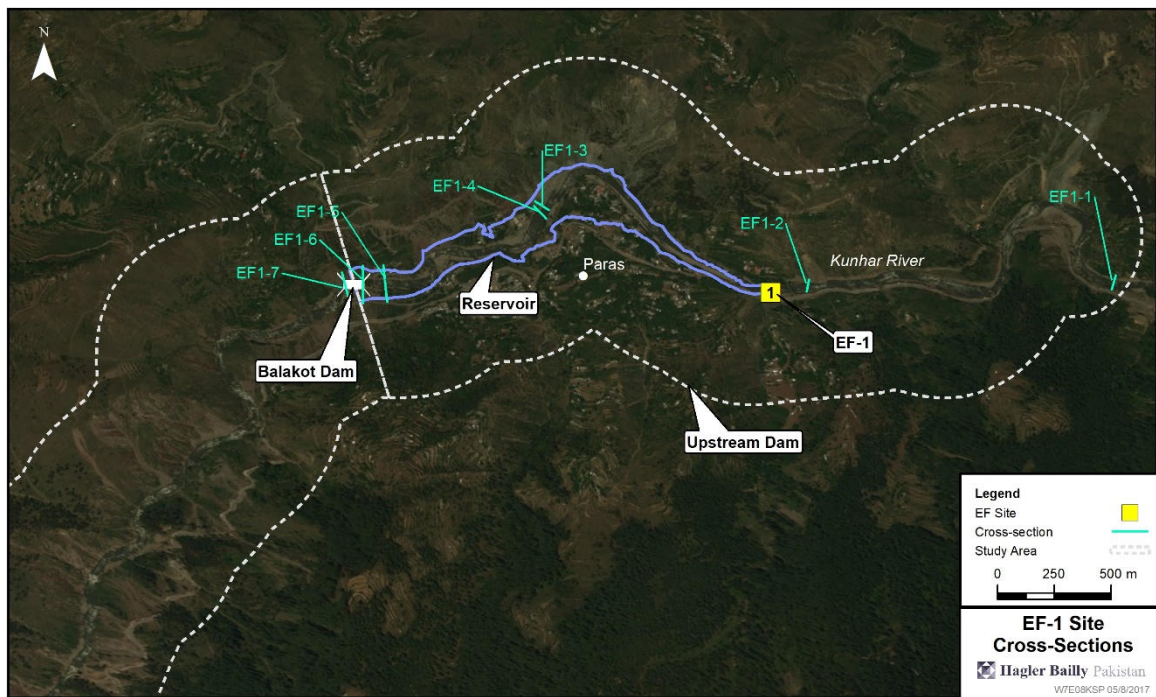 N
EF1-3
EF1-4
EF1-5
EF1-6
EF1-7
EF1-2
EF1-1
Kunhar River
Paras
1
Reservoir
EF-1
Balakot Dam
Upstream Dam
Legend
EF Site
Cross-section
Study Area
0 250 500 m
EF-1 Site
Cross-Sections
Hagler Bailly Pakistan
W7E08KSP 05/8/2017